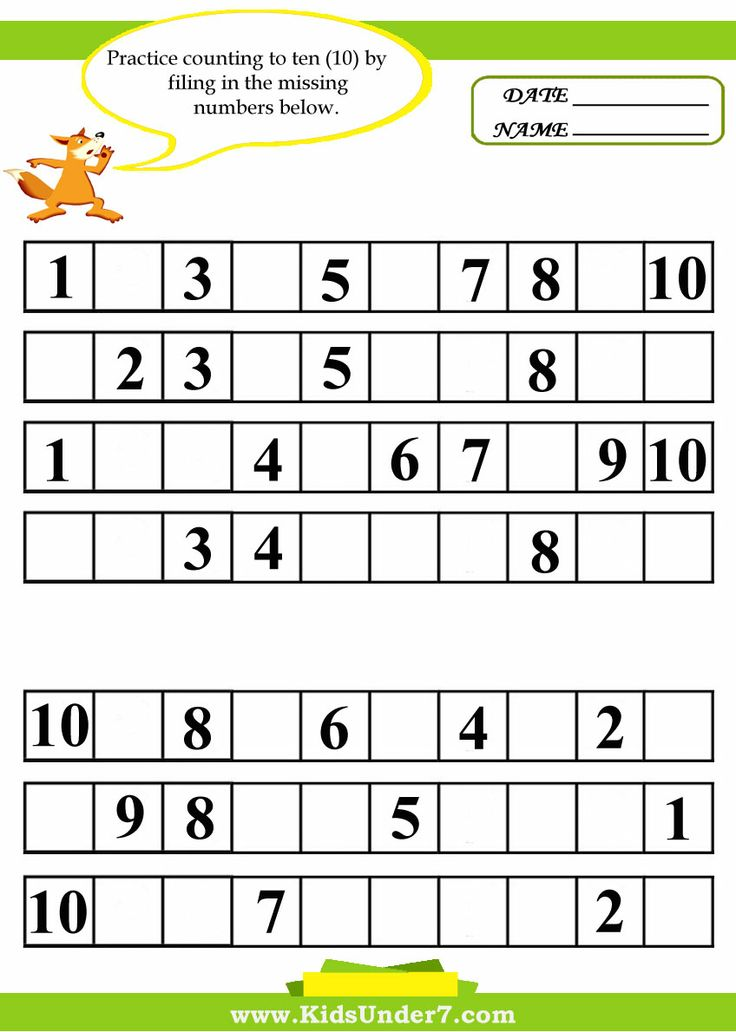 Practice counting to ten (10) by
filing in the missing
numbers below.
DATE
NAME
1 3 5 7 8 10
2 3 5 8
1 4 6 7 9 10
3 4 8
10 8 6 4 2
9 8 5 1
10 7 2
www.KidsUnder7.com